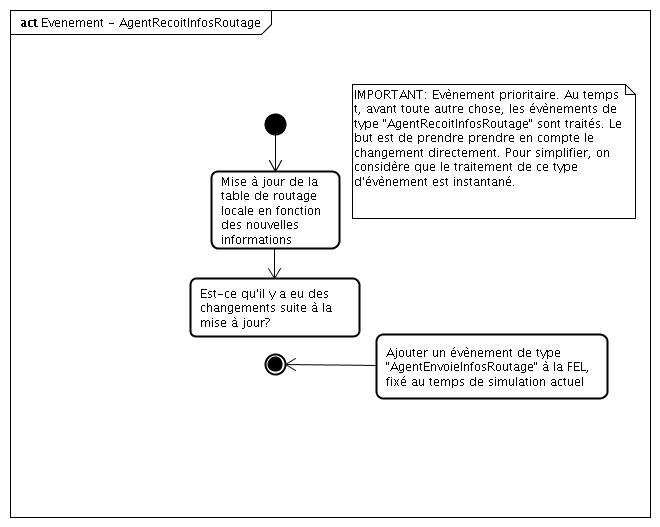 act Evenement - AgentRecoitInfosRoutage
IMPORTANT: Evènement prioritaire. Au temps
t, avant toute autre chose, les évènements de
type "AgentRecoitInfosRoutage" sont traités. Le
but est de prendre prendre en compte le
changement directement. Pour simplifier, on
considère que le traitement de ce type
d'évènement est instantané.
Mise à jour de la
table de routage
locale en fonction
des nouvelles
informations
Est-ce qu'il y a eu des
changements suite à la
mise à jour?
Ajouter un évènement de type
"AgentEnvoieInfosRoutage" à la FEL,
fixé au temps de simulation actuel